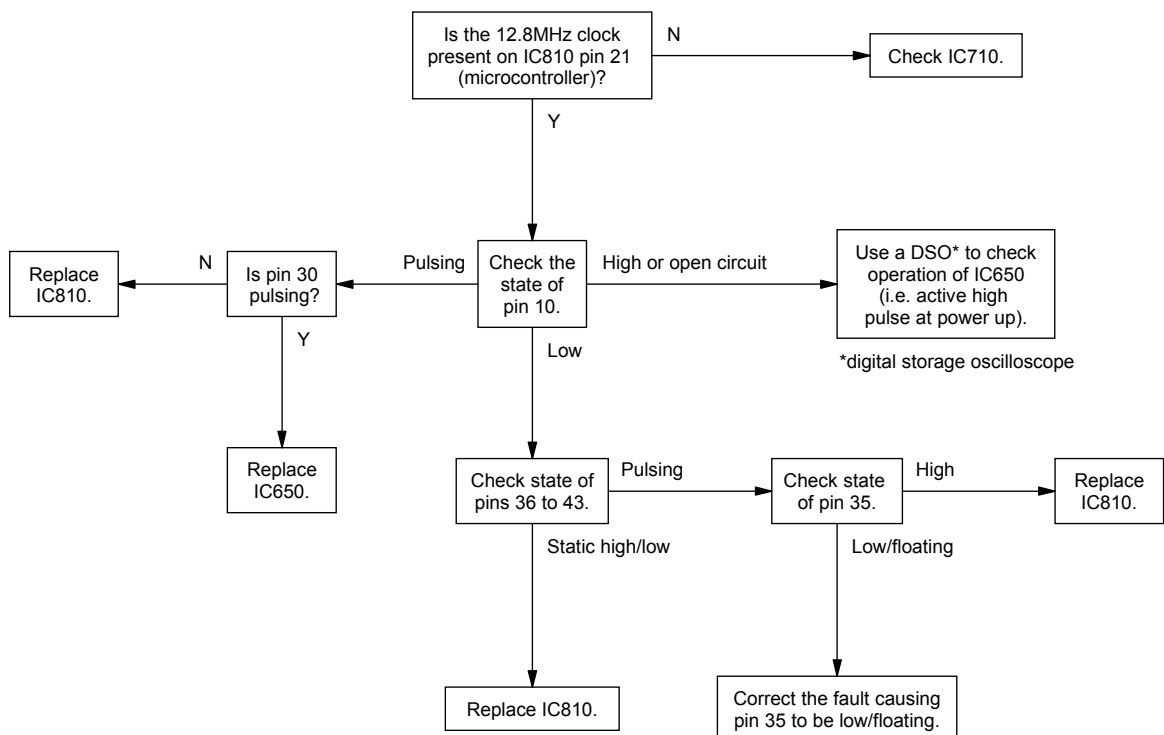 Is the 12.8MHz clock
present on IC810 pin 21
(microcontroller)?
N
Check IC710.
Y
Replace
IC810.
N
Is pin 30
pulsing?
Pulsing
Check the
state of
pin 10.
High or open circuit
Use a DSO* to check
operation of IC650
(i.e. active high
pulse at power up).
Y
Low
*digital storage oscilloscope
Replace
IC650.
Check state of
pins 36 to 43.
Pulsing
Check state
of pin 35.
High
Replace
IC810.
Static high/low
Low/floating
Replace IC810.
Correct the fault causing
pin 35 to be low/floating.